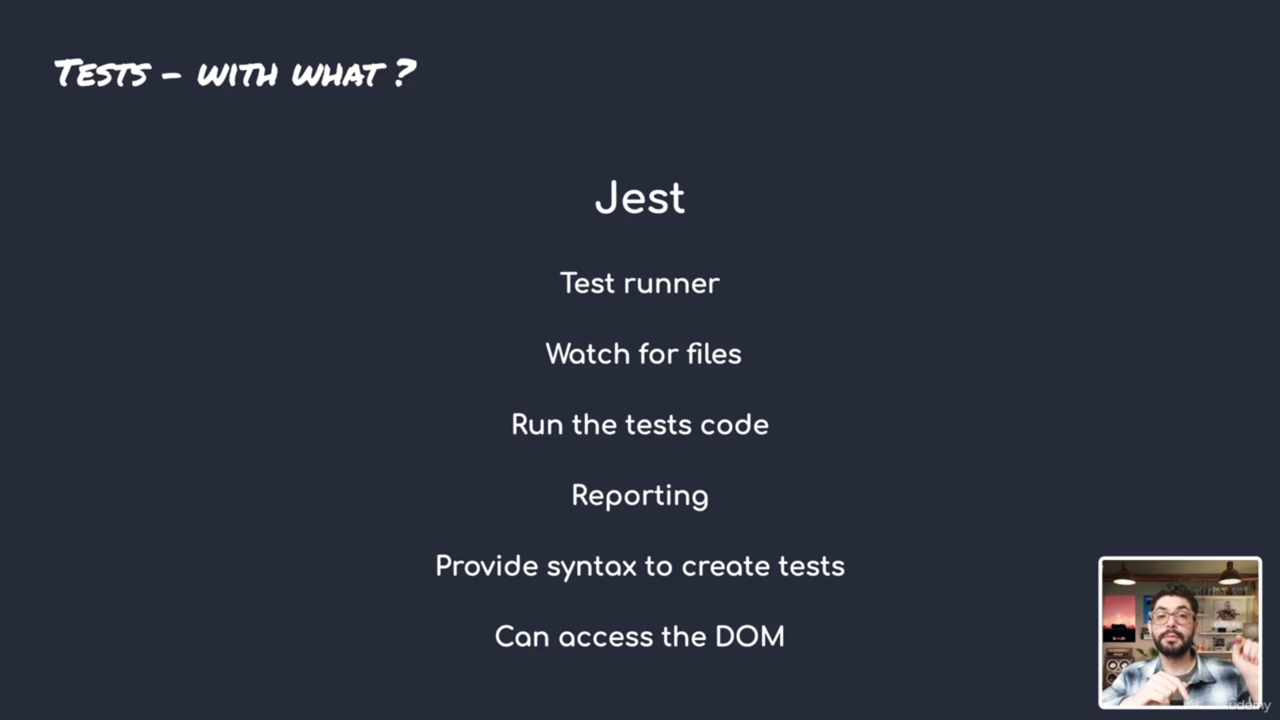 Tests – with what ?
Jest
Test runner
Watch for files
Run the tests code
Reporting
Provide syntax to create tests
Can access the DOM
udemy